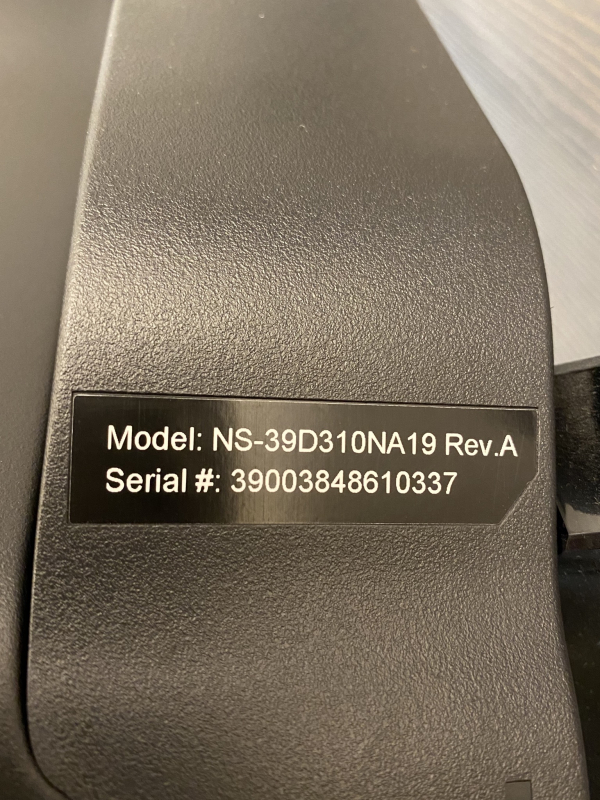 Model: NS-39D310NA19 Rev.A
Serial #: 39003848610337